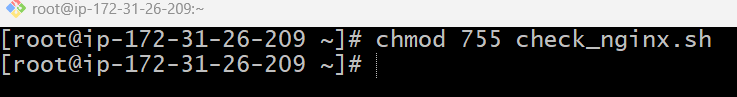 root@ip-172-31-26-209:~
[root@ip-172-31-26-209 ~]# chmod 755 check_nginx.sh
[root@ip-172-31-26-209 ~]#